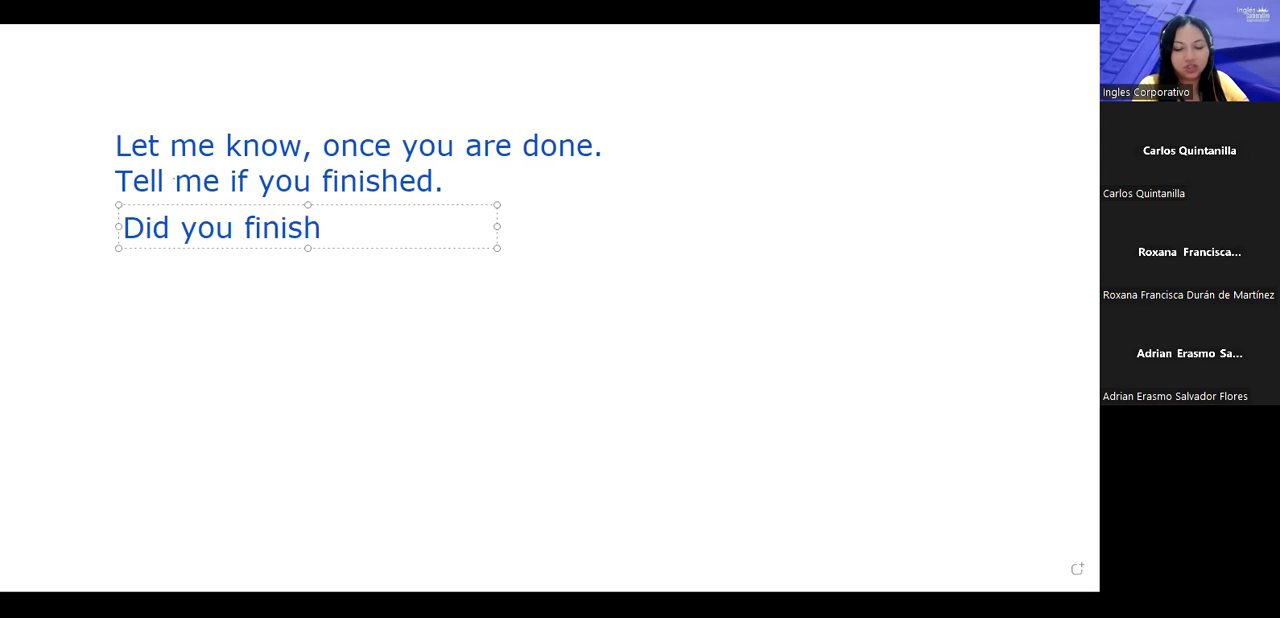 Let me know, once you are done.
Tell me if you finished.
Did you finish
Ingles Corporativo
Carlos Quintanilla
Carlos Quintanilla
Roxana Francisca...
Roxana Francisca Durán de Martínez
Adrian Erasmo Sa...
Adrian Erasmo Salvador Flores